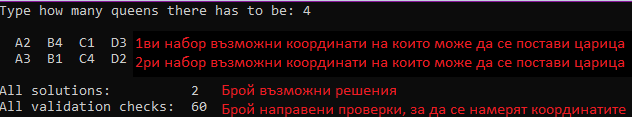 Type how many queens there has to be: 4
A2 B4 C1 D3 1ви набор възможни координати на които може да се постави царица
A3 B1 C4 D2 2ри набор възможни координати на които може да се постави царица
All solutions: 2 Брой възможни решения
All validation checks: 60 Брой направени проверки, за да се намерят координатите